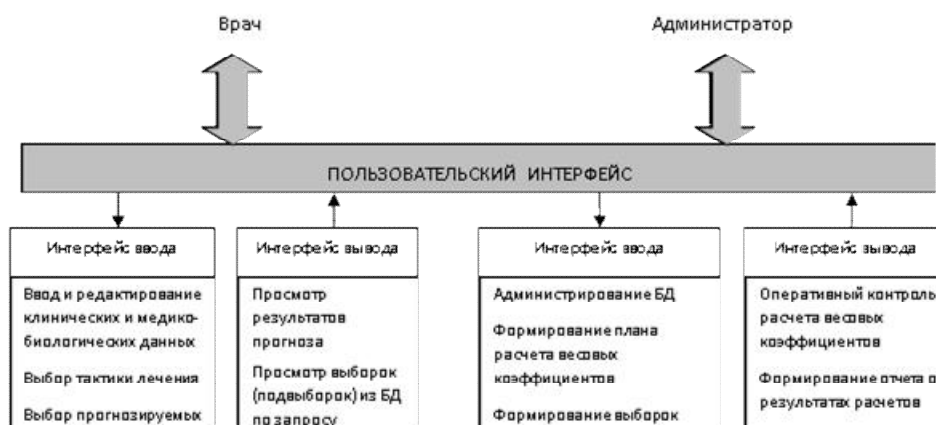 Врач
Администратор
ПОЛЬЗОВАТЕЛЬСКИЙ ИНТЕРФЕЙС
Интерфейс ввода
Ввод и редактирование
клинических и медико-
биологических данных
Выбор тактики лечения
Выбор прогнозируемых
Интерфейс вывода
Просмотр
результатов
прогноза
Просмотр выборок
(подвыборок) из БД
по запросу
Интерфейс ввода
Администрирование БД
Формирование плана
расчета весовых
коэффициентов
Формирование выборок
Интерфейс вывода
Оперативный контроль
расчета весовых
коэффициентов
Формирование отчета о
результатах расчетов